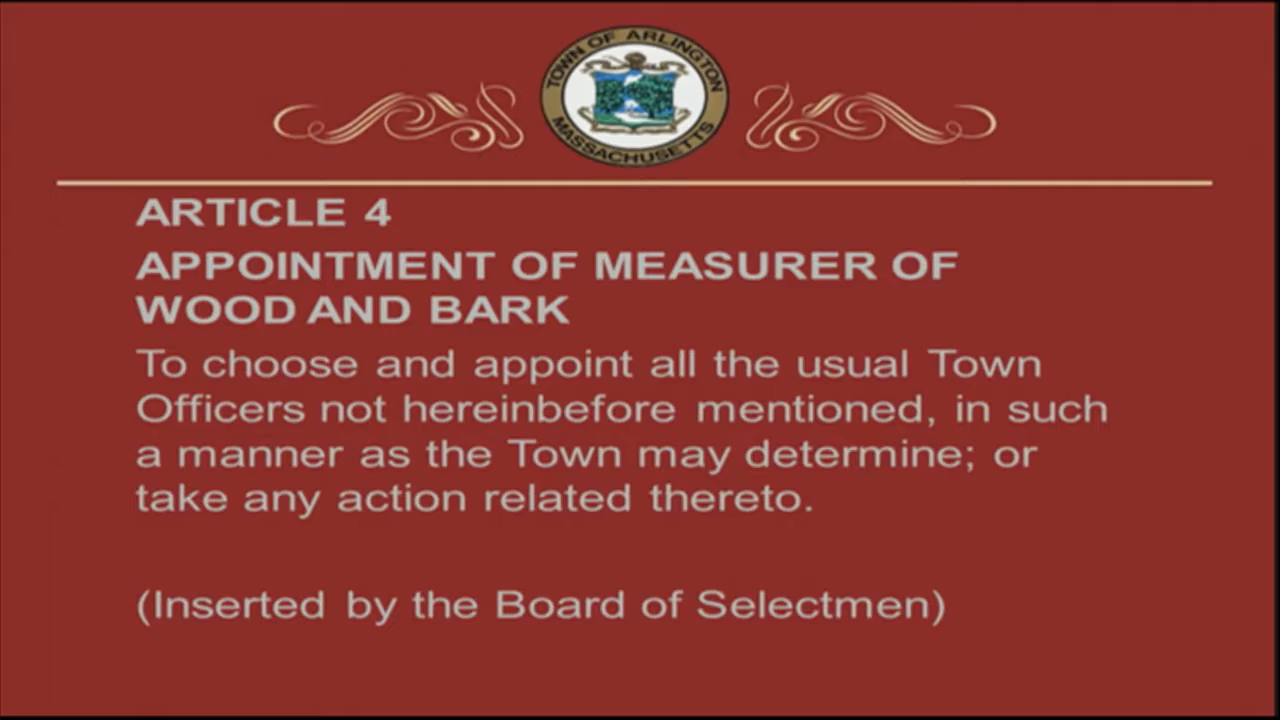 TOWN OF ARLINGTON
MASSACHUSETTS
ARTICLE 4
APPOINTMENT OF MEASURER OF
WOOD AND BARK
To choose and appoint all the usual Town
Officers not hereinbefore mentioned, in such
a manner as the Town may determine; or
take any action related thereto.
(Inserted by the Board of Selectmen)